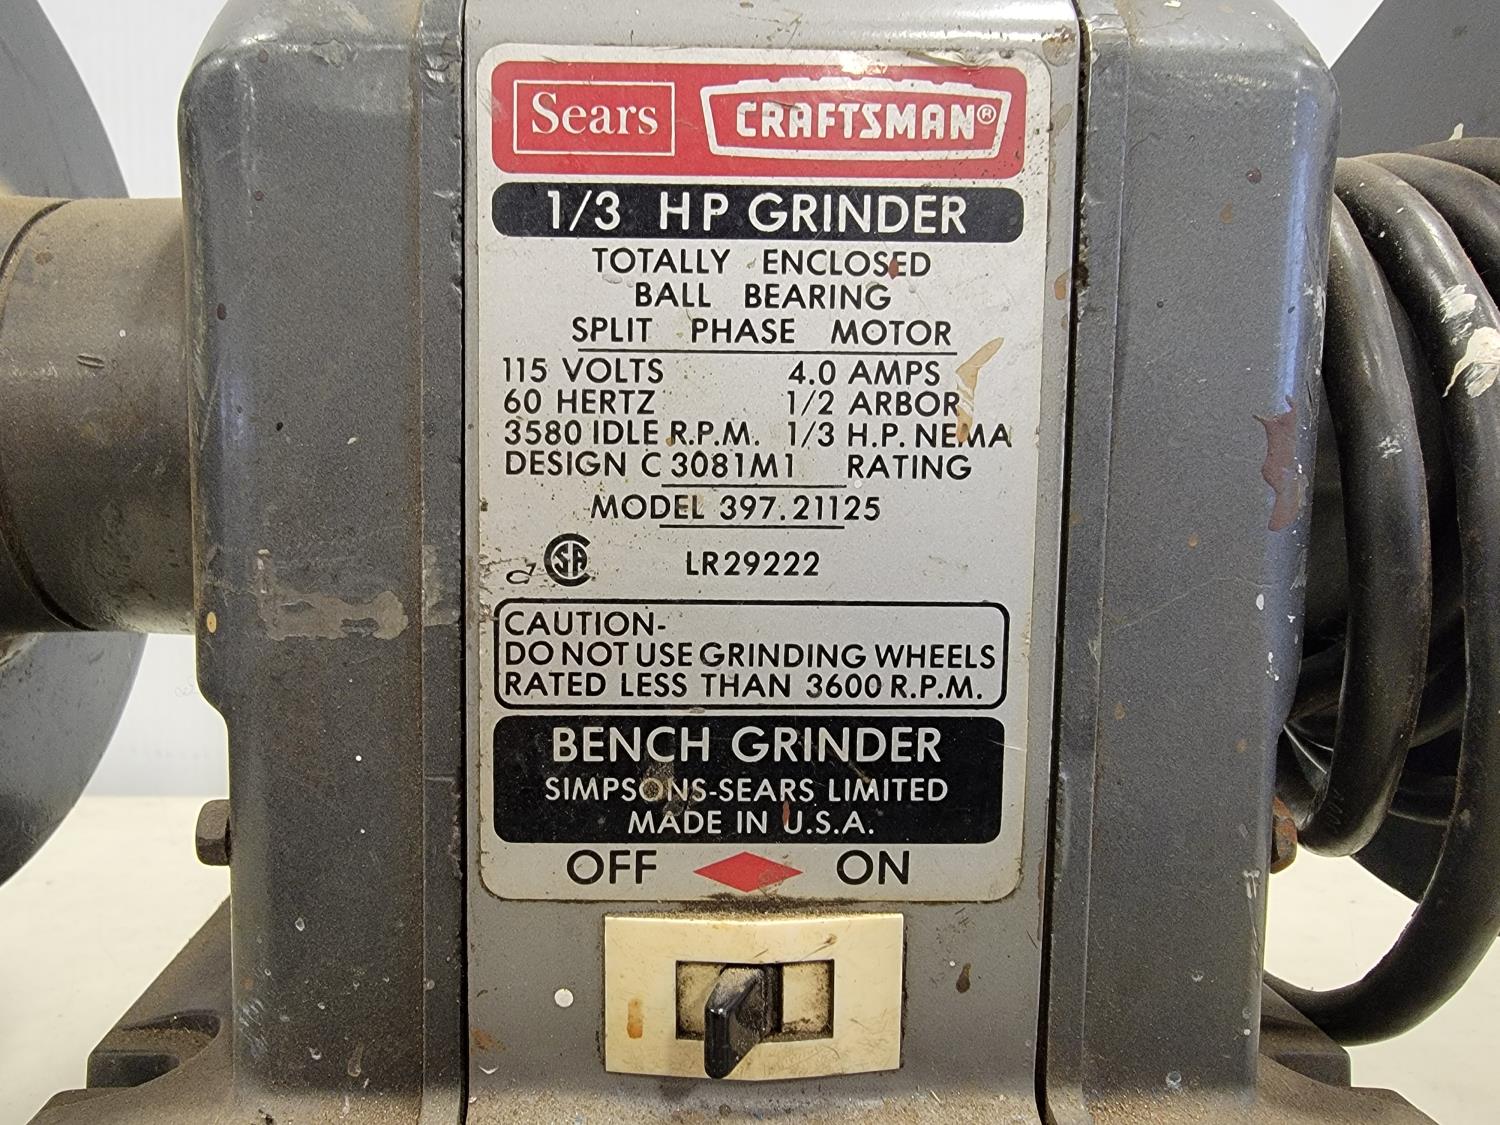 Sears CRAFTSMAN®
1/3 HP GRINDER
TOTALLY ENCLOSED
BALL BEARING
SPLIT PHASE MOTOR
115 VOLTS 4.0 AMPS
60 HERTZ 1/2 ARBOR
3580 IDLE R.P.M. 1/3 H.P. NEMA
DESIGN C 3081M1 RATING
MODEL 397.21125
CSA LR29222
CAUTION-
DO NOT USE GRINDING WHEELS
RATED LESS THAN 3600 R.P.M.
BENCH GRINDER
SIMPSONS-SEARS LIMITED
MADE IN U.S.A.
OFF ON